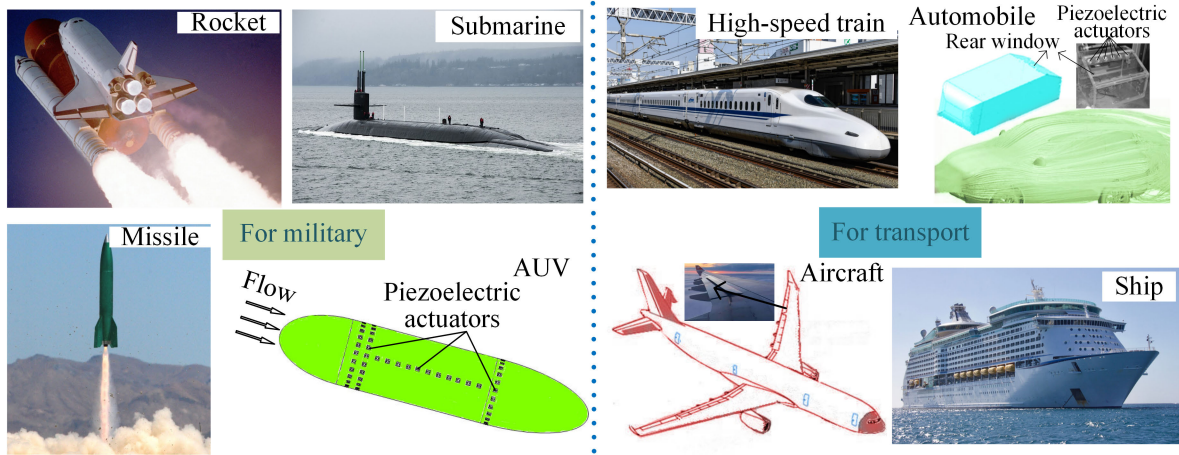 Rocket
Submarine
Missile
For military
Flow
AUV
Piezoelectric
actuators
High-speed train
Automobile
Rear window
Piezoelectric
actuators
For transport
Aircraft
Ship